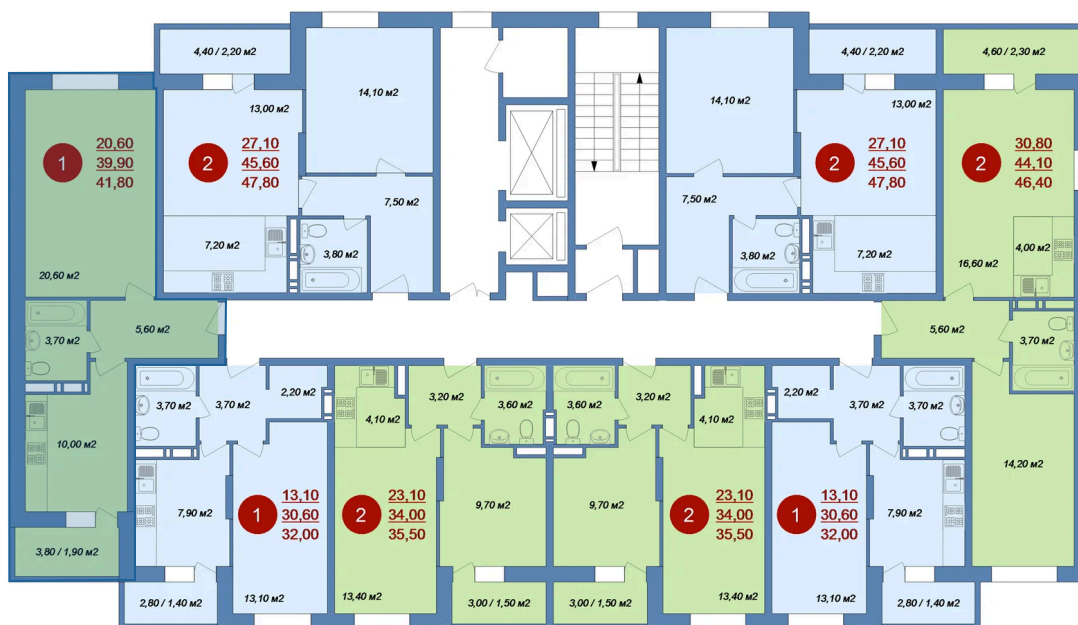 4,40 / 2,20 м2
14,10 м2
13,00 м2
2
27,10
45,60
47,80
7,20 м2
3,80 м2
7,50 м2
1
20,60
39,90
41,80
20,60 м2
3,70 м2
5,60 м2
10,00 м2
3,80 / 1,90 м2
14,10 м2
7,50 м2
3,80 м2
4,40 / 2,20 м2
13,00 м2
2
27,10
45,60
47,80
7,20 м2
4,60 / 2,30 м2
2
30,80
44,10
46,40
4,00 м2
16,60 м2
5,60 м2
3,70 м2
14,20 м2
3,70 м2
3,70 м2
2,20 м2
7,90 м2
1
13,10
30,60
32,00
13,10 м2
2,80 / 1,40 м2
4,10 м2
3,20 м2
3,60 м2
2
23,10
34,00
35,50
9,70 м2
13,40 м2
3,00 / 1,50 м2
3,60 м2
3,20 м2
4,10 м2
9,70 м2
2
23,10
34,00
35,50
3,00 / 1,50 м2
13,40 м2
2,20 м2
3,70 м2
3,70 м2
1
13,10
30,60
32,00
7,90 м2
13,10 м2
2,80 / 1,40 м2